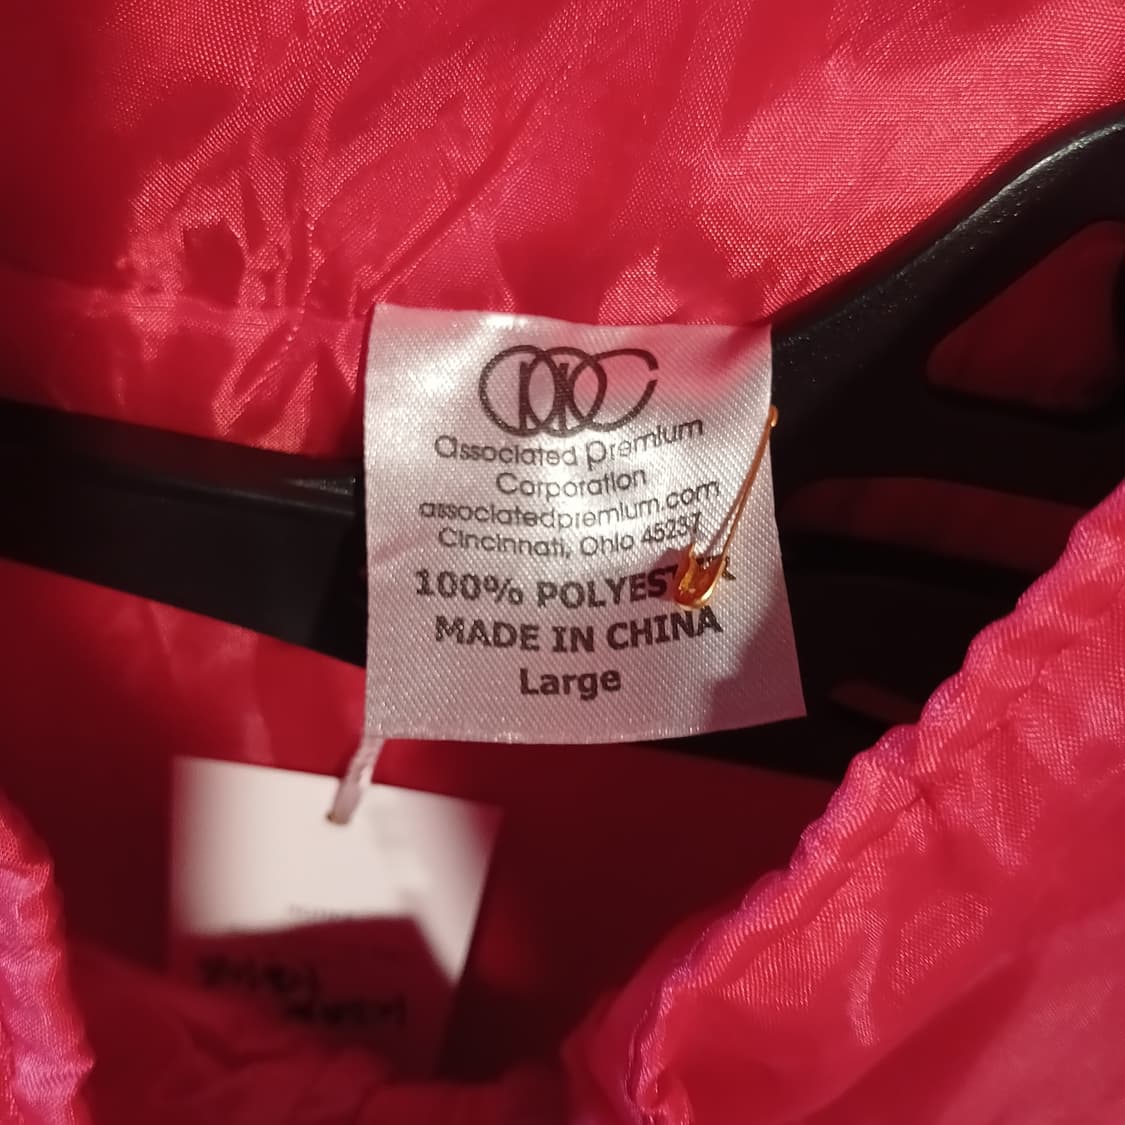 associated premium
Corporation
associatedpremium.com
Cincinnati, Ohio 45237
100% POLYESTER
MADE IN CHINA
Large